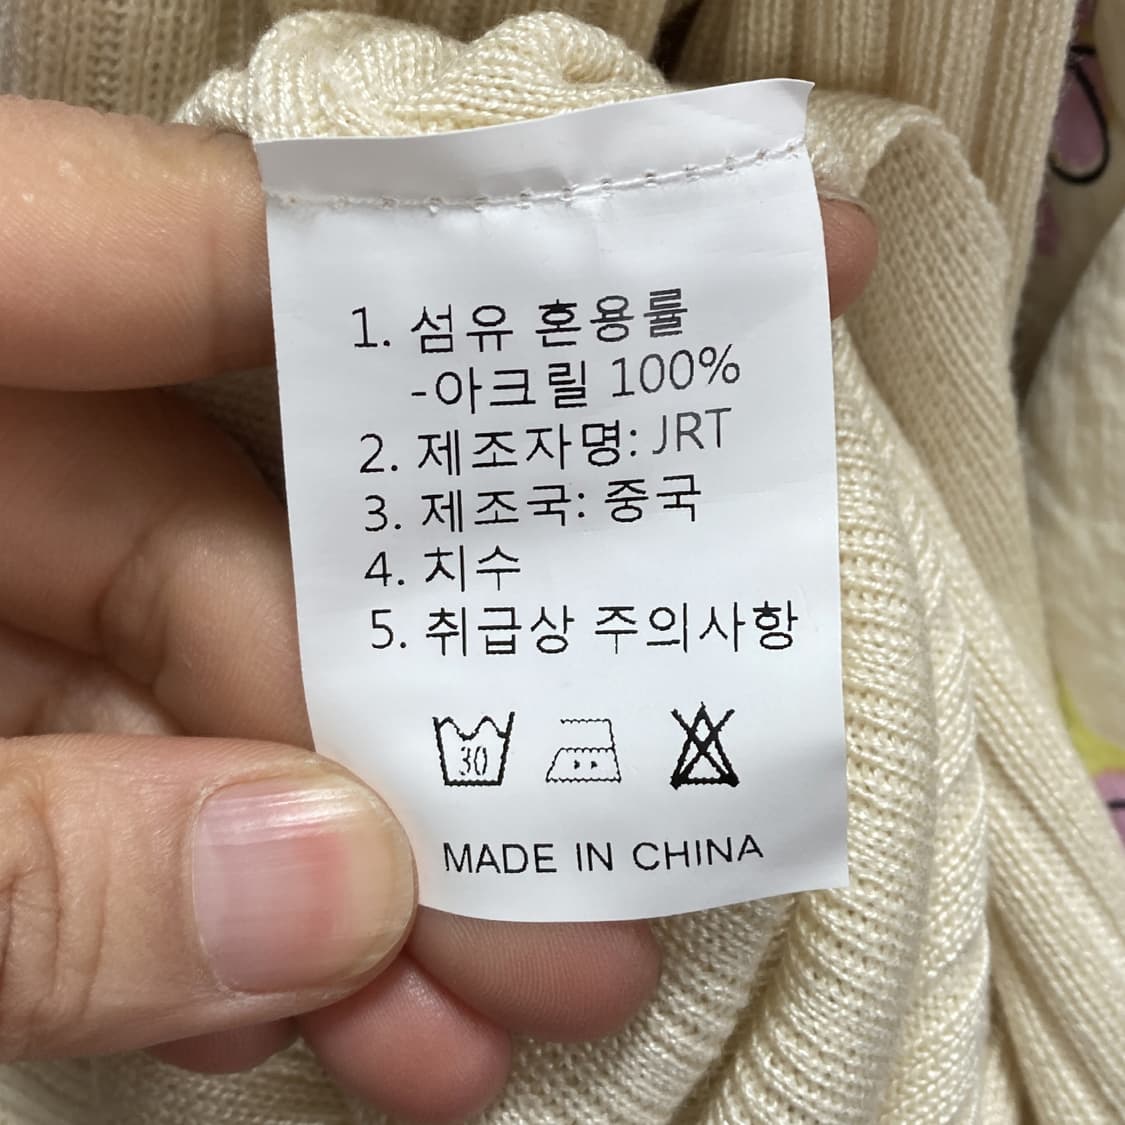 1. 섬유 혼용률
-아크릴 100%
2. 제조자명: JRT
3. 제조국: 중국
4. 치수
5. 취급상 주의사항
30
MADE IN CHINA